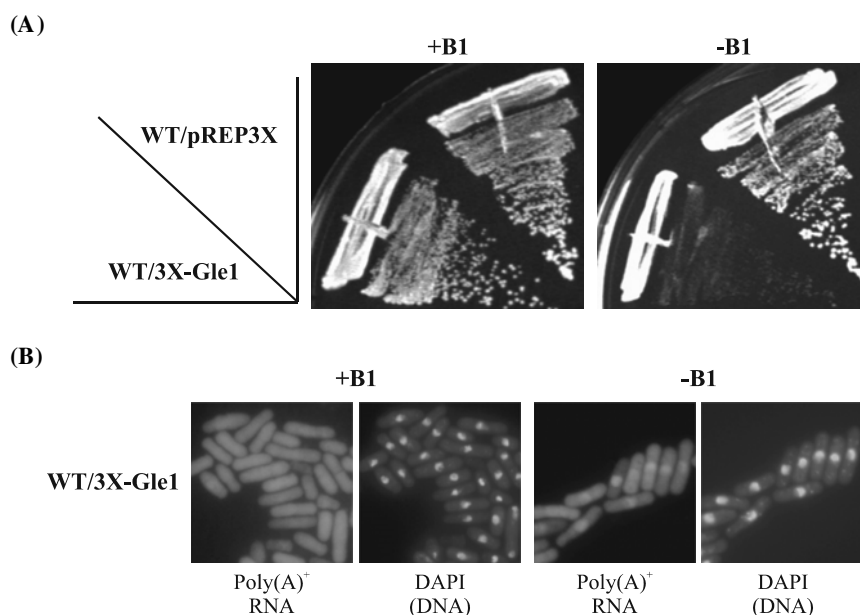 (A)
+B1
-B1
WT/pREP3X
WT/3X-Gle1
(B)
+B1
-B1
WT/3X-Gle1
Poly(A)⁺
RNA
DAPI
(DNA)
Poly(A)⁺
RNA
DAPI
(DNA)